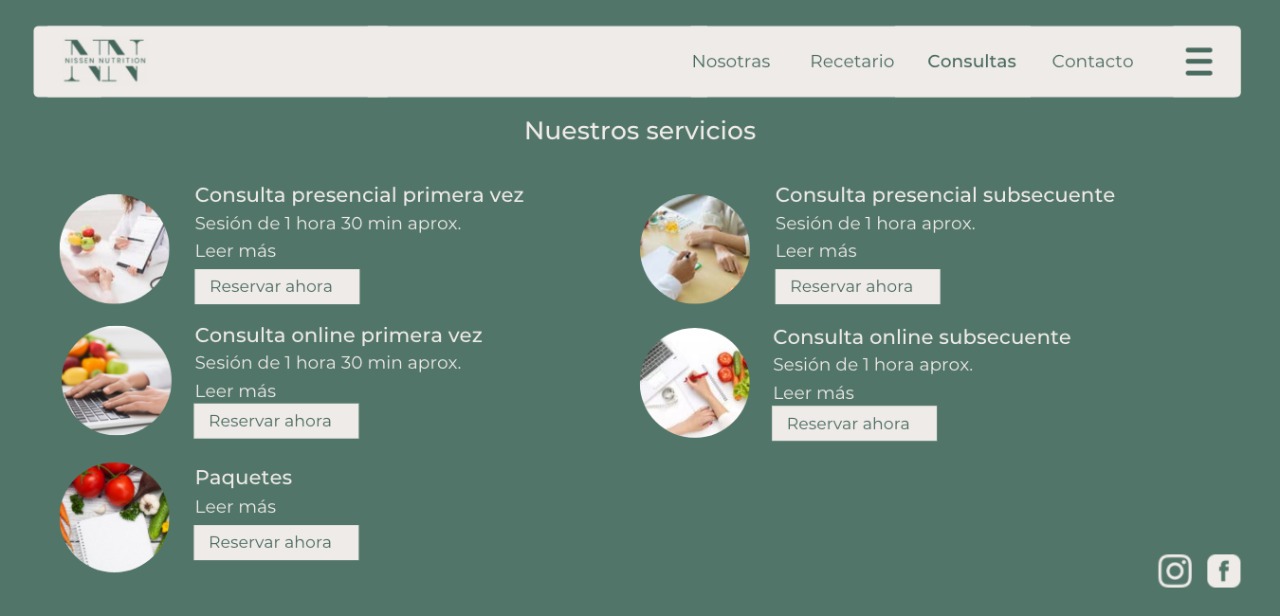 NISSEN NUTRITION
Nosotras Recetario Consultas Contacto
Nuestros servicios
Consulta presencial primera vez
Sesión de 1 hora 30 min aprox.
Leer más
Reservar ahora
Consulta presencial subsecuente
Sesión de 1 hora aprox.
Leer más
Reservar ahora
Consulta online primera vez
Sesión de 1 hora 30 min aprox.
Leer más
Reservar ahora
Consulta online subsecuente
Sesión de 1 hora aprox.
Leer más
Reservar ahora
Paquetes
Leer más
Reservar ahora